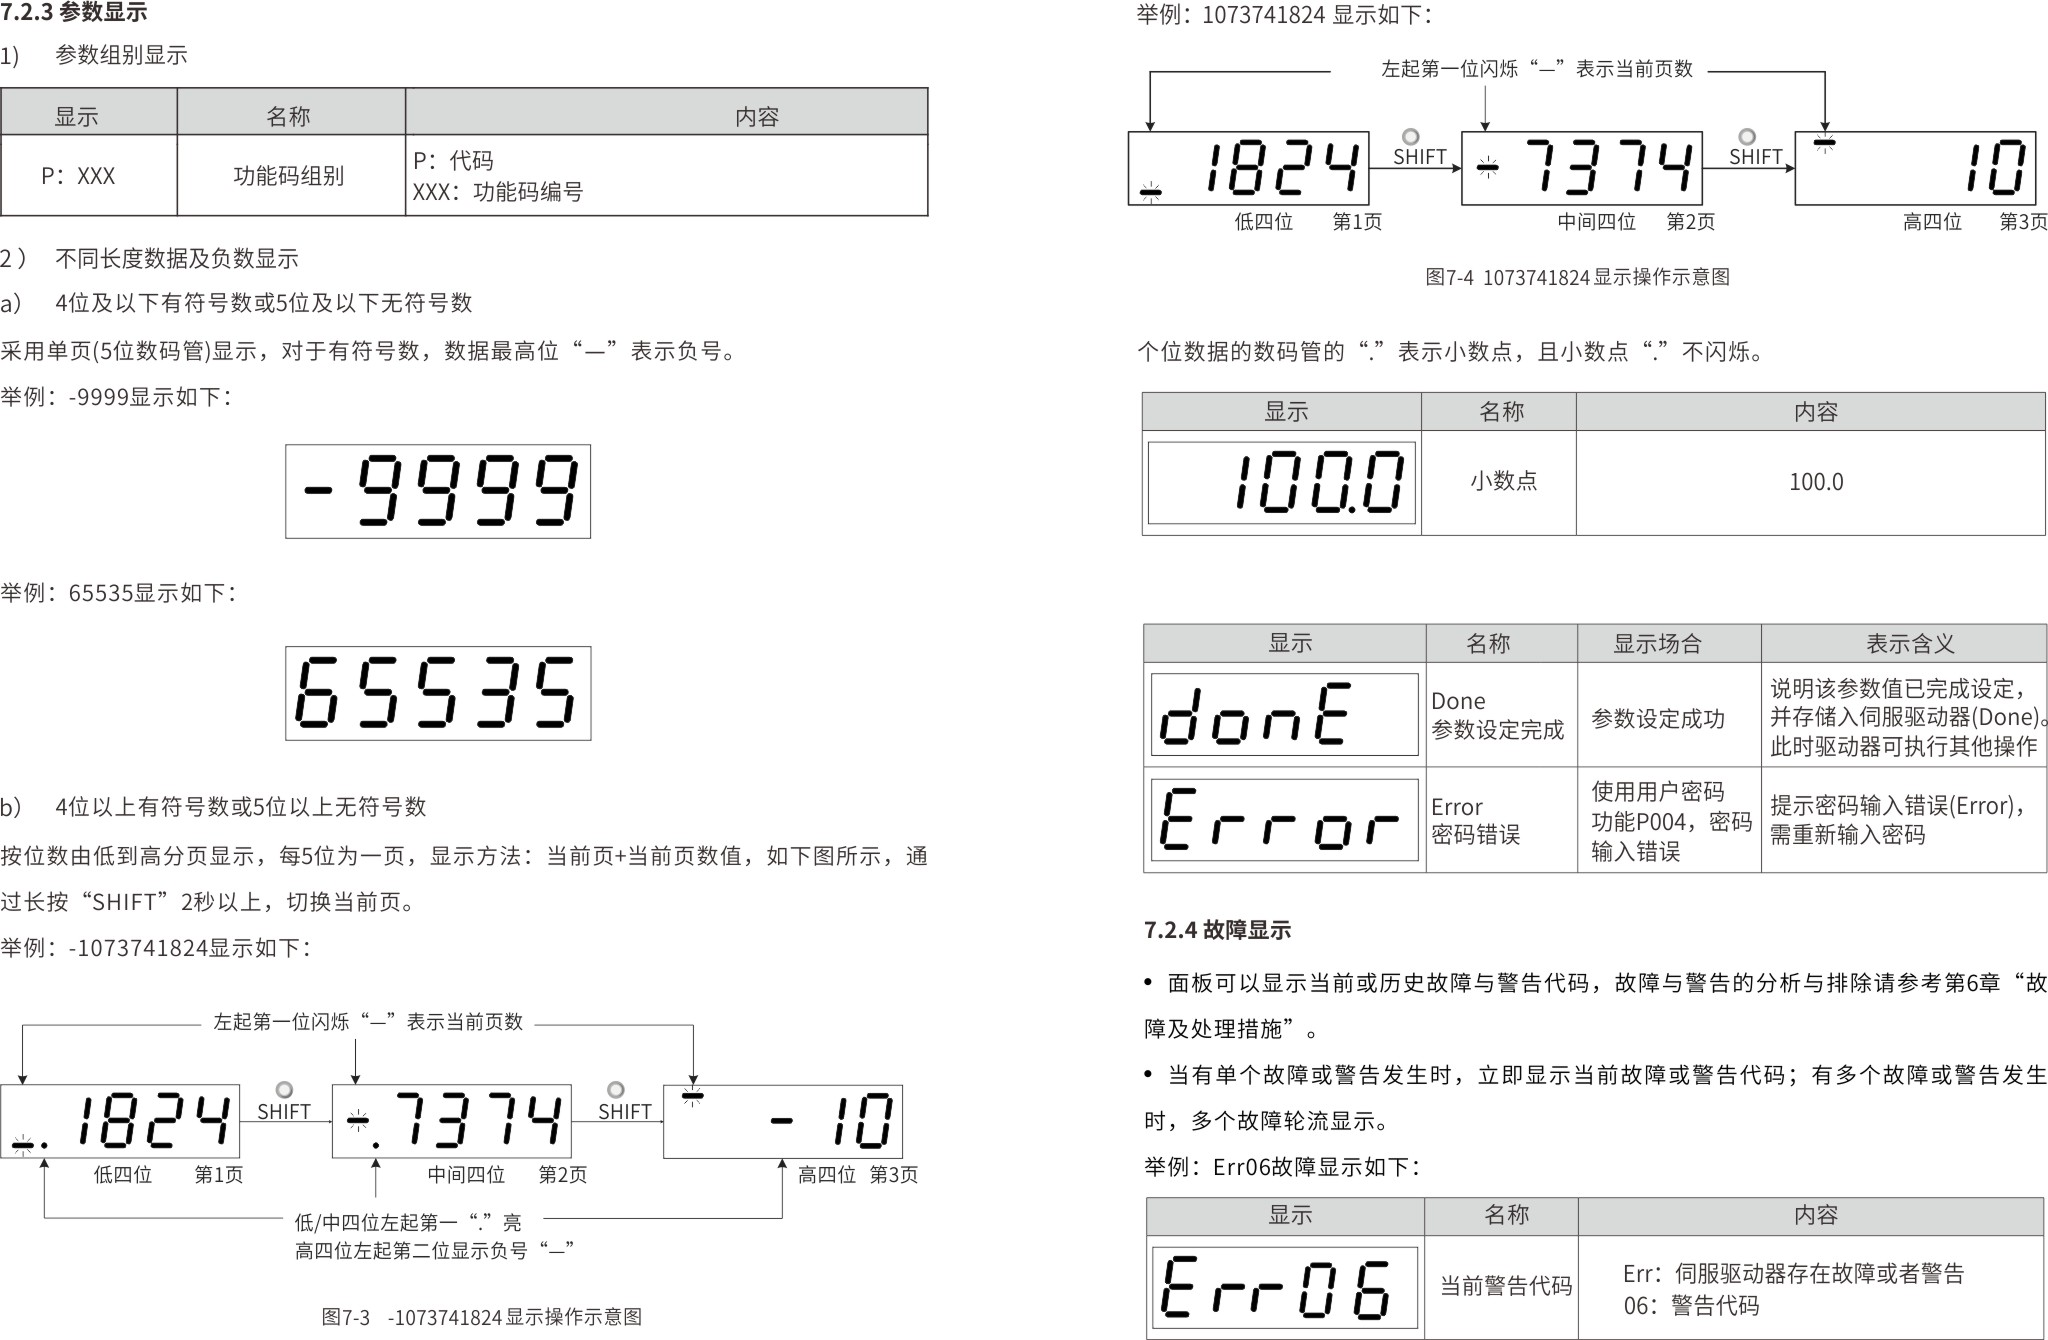 7.2.3 参数显示
1) 参数组别显示
显示 名称 内容
P：XXX 功能码组别 P：代码
XXX：功能码编号
2 ） 不同长度数据及负数显示
a） 4位及以下有符号数或5位及以下无符号数
采用单页(5位数码管)显示，对于有符号数，数据最高位“—”表示负号。
举例：-9999显示如下：
-9999
举例：65535显示如下：
65535
b） 4位以上有符号数或5位以上无符号数
按位数由低到高分页显示，每5位为一页，显示方法：当前页+当前页数值，如下图所示，通
过长按“SHIFT”2秒以上，切换当前页。
举例：-1073741824显示如下：
左起第一位闪烁“—”表示当前页数
_.1824 SHIFT -.7374 SHIFT -10
低四位 第1页 中间四位 第2页 高四位 第3页
低/中四位左起第一“.”亮
高四位左起第二位显示负号“—”
图7-3 -1073741824显示操作示意图
举例：1073741824 显示如下：
左起第一位闪烁“—”表示当前页数
_ 1824 SHIFT - 7374 SHIFT 10
低四位 第1页 中间四位 第2页 高四位 第3页
图7-4 1073741824显示操作示意图
个位数据的数码管的“.”表示小数点，且小数点“.”不闪烁。
显示 名称 内容
100.0 小数点 100.0
显示 名称 显示场合 表示含义
donE
Done
参数设定完成
参数设定成功
说明该参数值已完成设定，
并存储入伺服驱动器(Done)。
此时驱动器可执行其他操作
Error
Error
密码错误
使用用户密码
功能P004，密码
输入错误
提示密码输入错误(Error)，
需重新输入密码
7.2.4 故障显示
• 面板可以显示当前或历史故障与警告代码，故障与警告的分析与排除请参考第6章“故
障及处理措施”。
• 当有单个故障或警告发生时，立即显示当前故障或警告代码；有多个故障或警告发生
时，多个故障轮流显示。
举例：Err06故障显示如下：
显示 名称 内容
Err06
当前警告代码
Err：伺服驱动器存在故障或者警告
06：警告代码